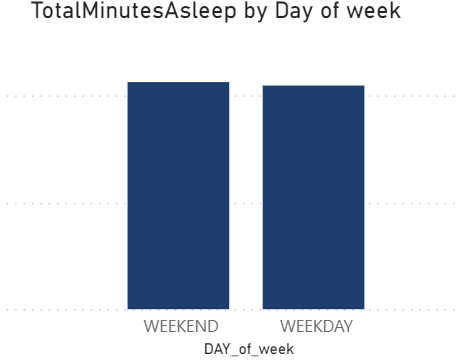 TotalMinutesAsleep by Day of week
WEEKEND WEEKDAY
DAY_of_week